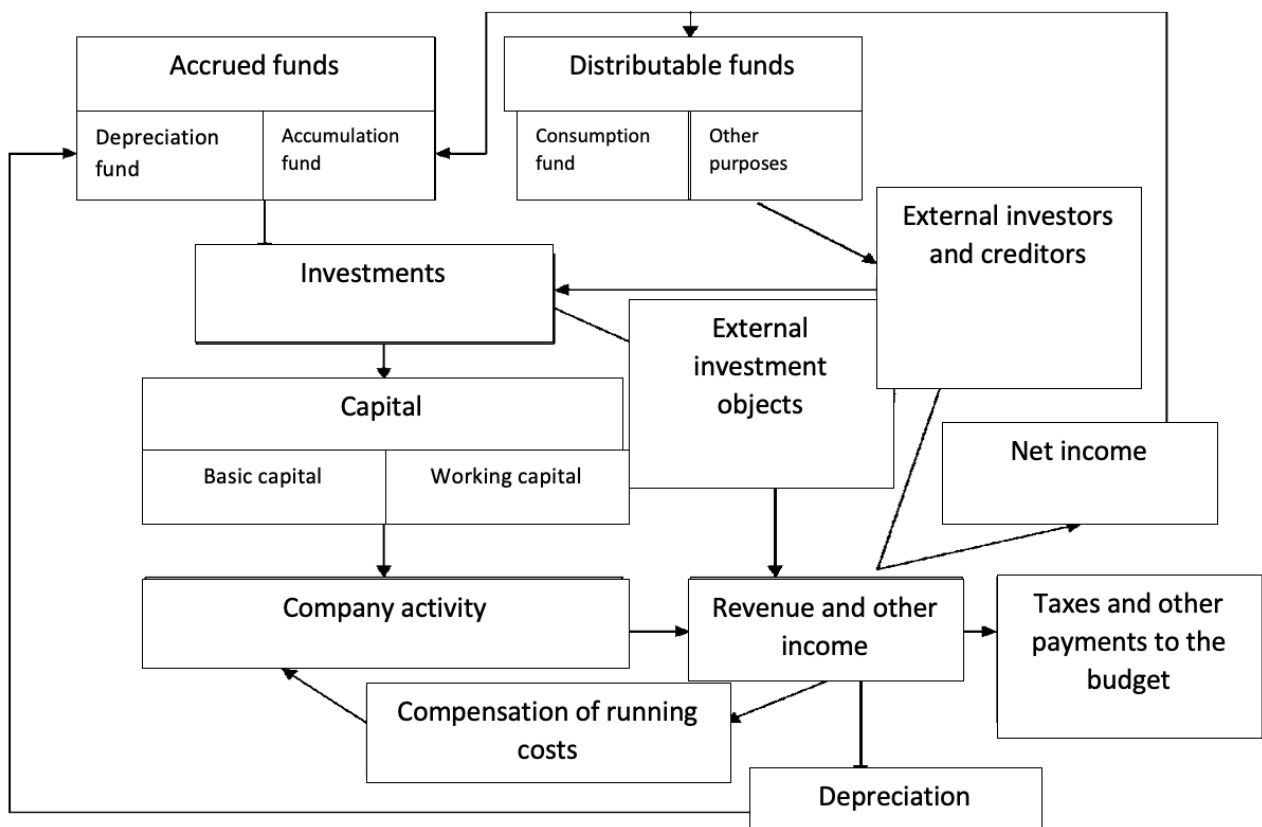 Accrued funds
Distributable funds
Depreciation
fund
Accumulation
fund
Consumption
fund
Other
purposes
External investors
and creditors
Investments
External
investment
objects
Capital
Basic capital
Working capital
Net income
Company activity
Revenue and other
income
Taxes and other
payments to the
budget
Compensation of running
costs
Depreciation